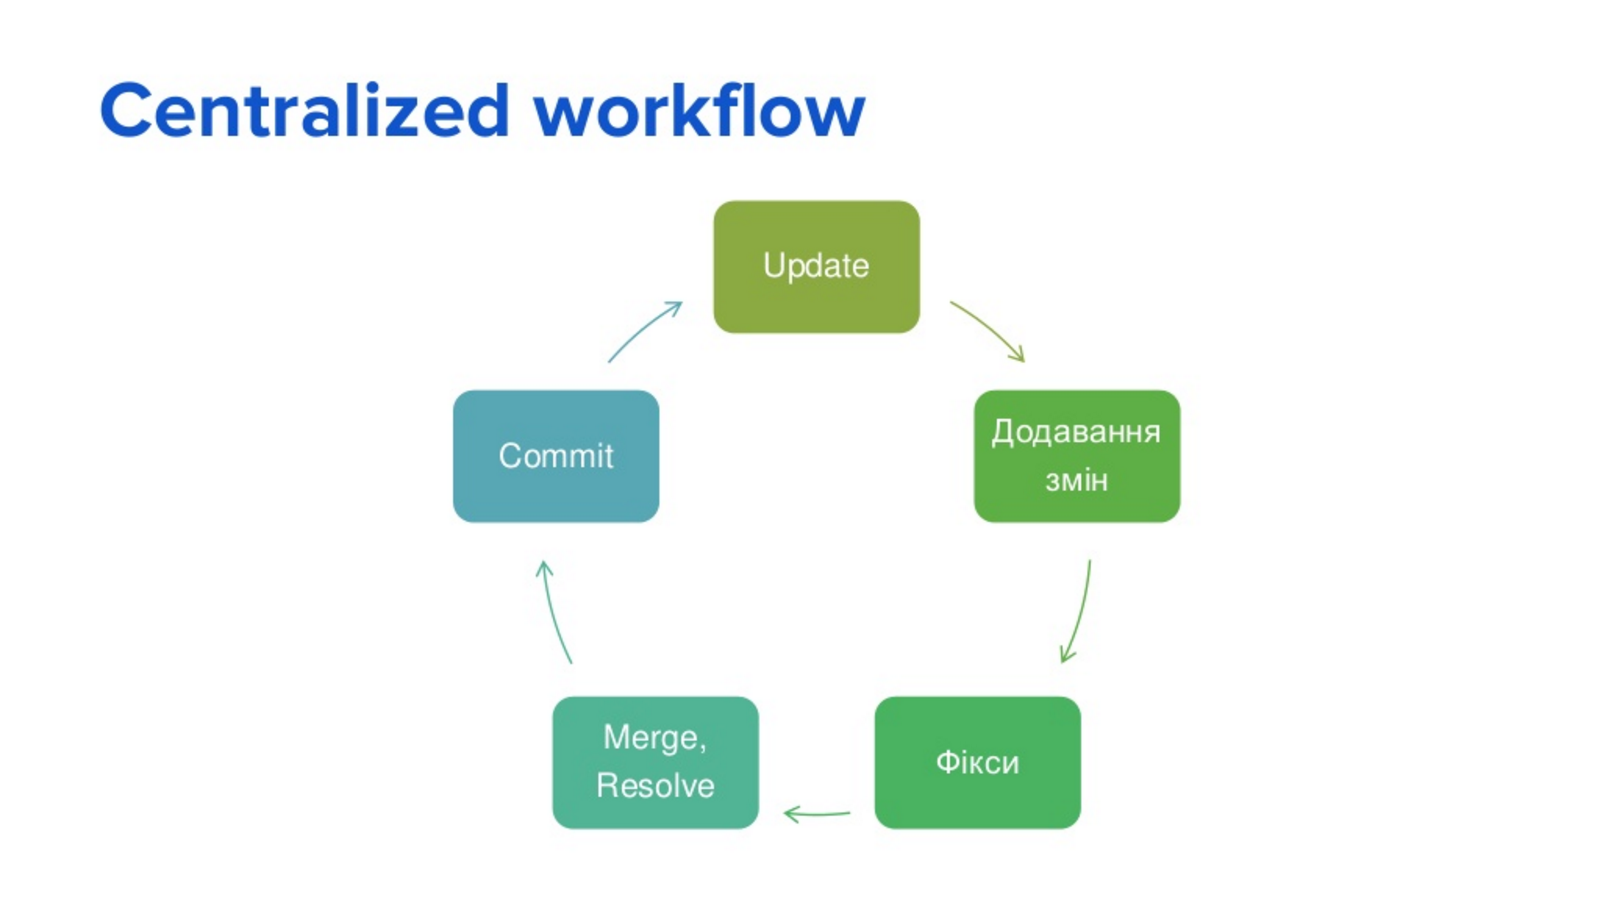 Centralized workflow
Update
Додавання
змін
Фікси
Merge,
Resolve
Commit